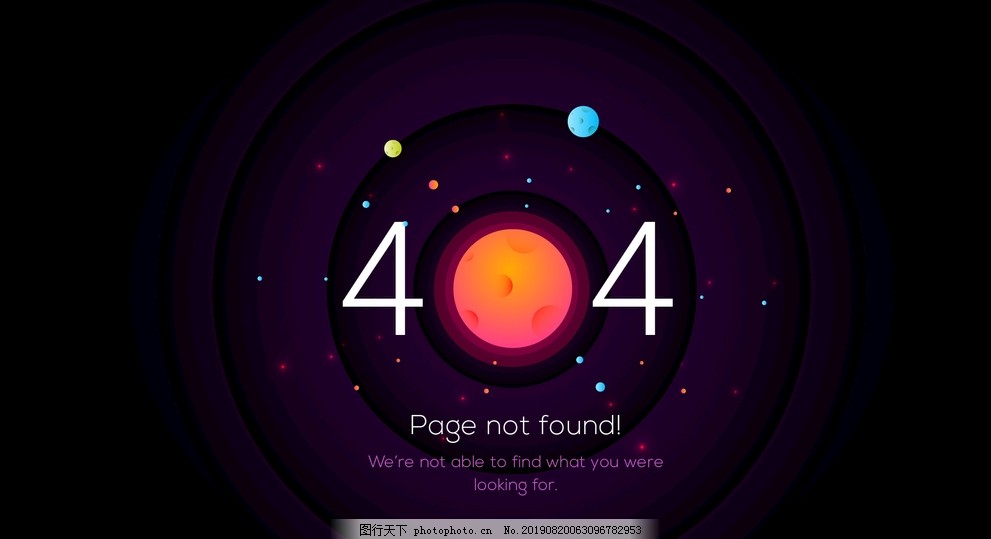 4 4
Page not found!
We're not able to find what you were
looking for.
图行天下 photophoto.cn No.20190820063096782953